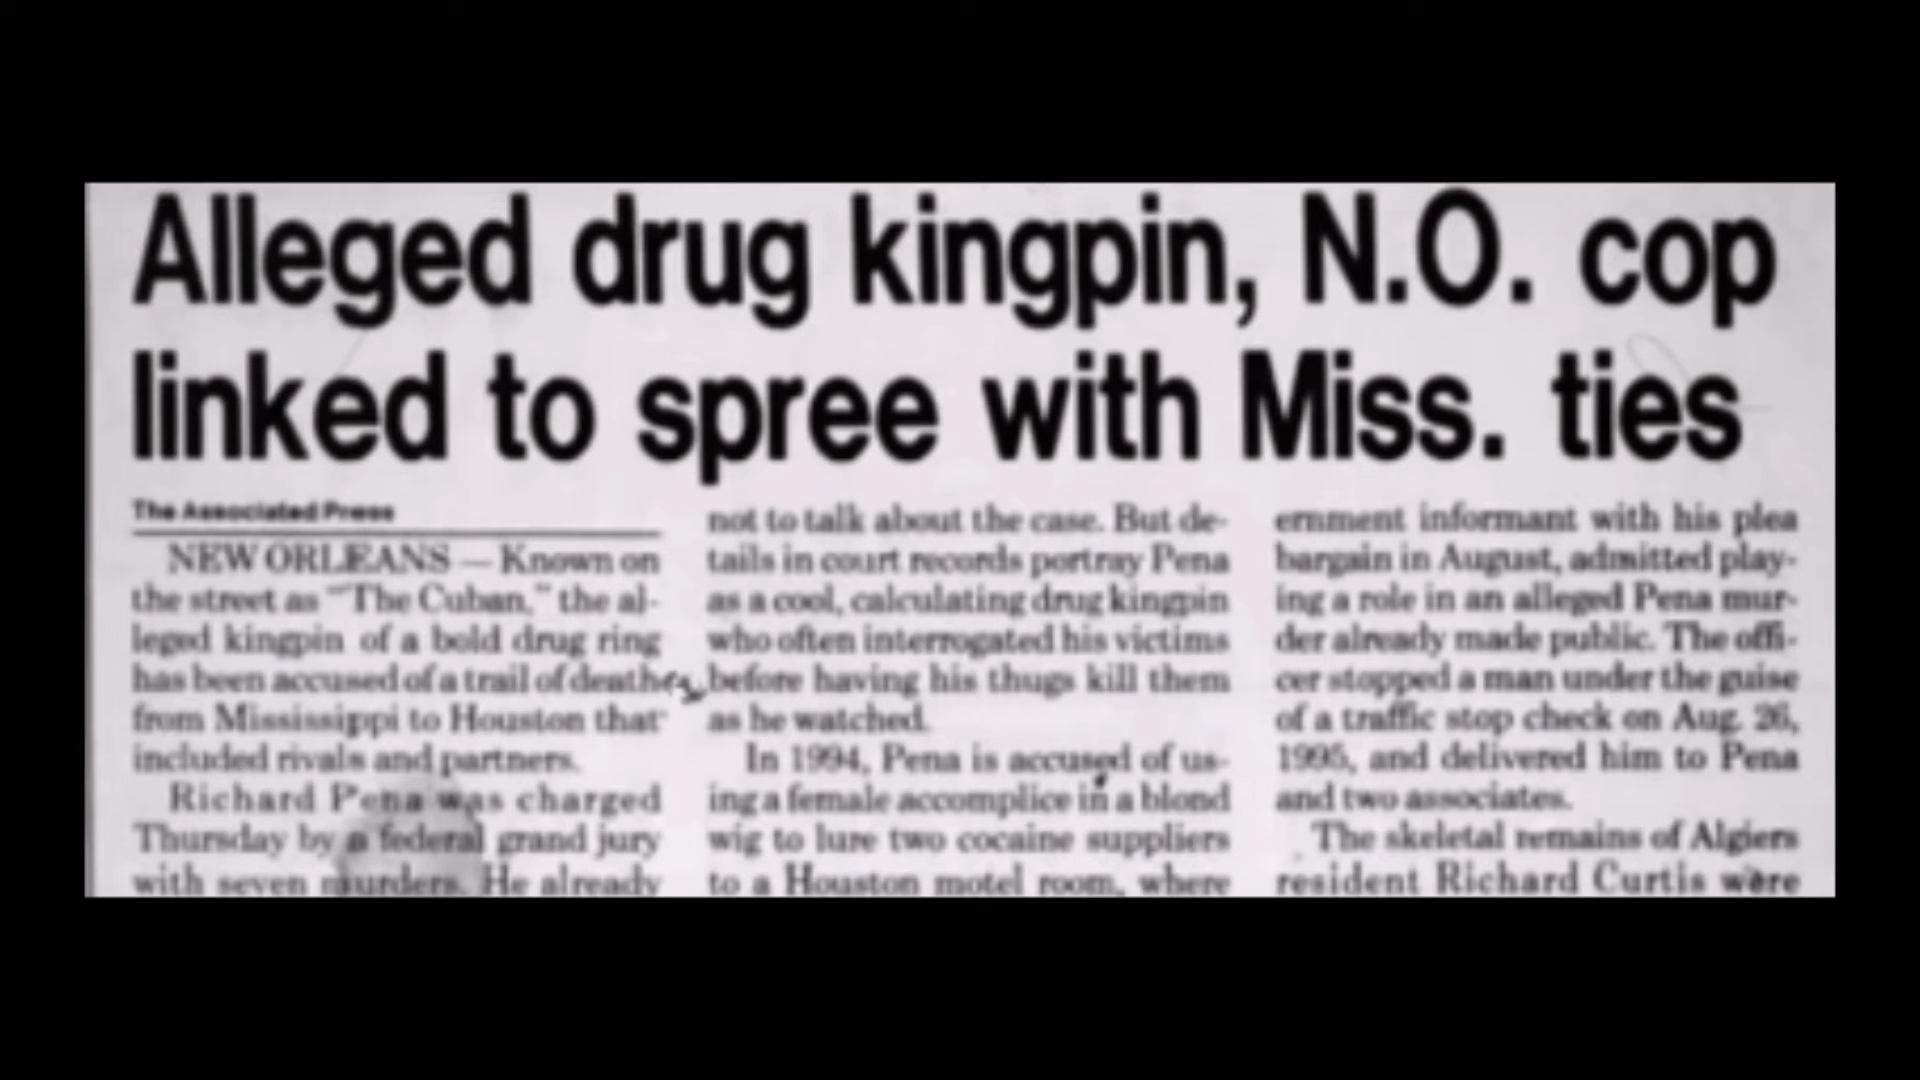 Alleged drug kingpin, N.O. cop
linked to spree with Miss. ties
The Associated Press
NEW ORLEANS — Known on
the street as "The Cuban," the al-
leged kingpin of a bold drug ring
has been accused of a trail of death
from Mississippi to Houston that
included rivals and partners.
Richard Pena was charged
Thursday by a federal grand jury
with seven murders. He already
not to talk about the case. But de-
tails in court records portray Pena
as a cool, calculating drug kingpin
who often interrogated his victims
before having his thugs kill them
as he watched.
In 1994, Pena is accused of us-
ing a female accomplice in a blond
wig to lure two cocaine suppliers
to a Houston motel room, where
ernment informant with his plea
bargain in August, admitted play-
ing a role in an alleged Pena mur-
der already made public. The offi-
cer stopped a man under the guise
of a traffic stop check on Aug. 26,
1995, and delivered him to Pena
and two associates.
The skeletal remains of Algiers
resident Richard Curtis were